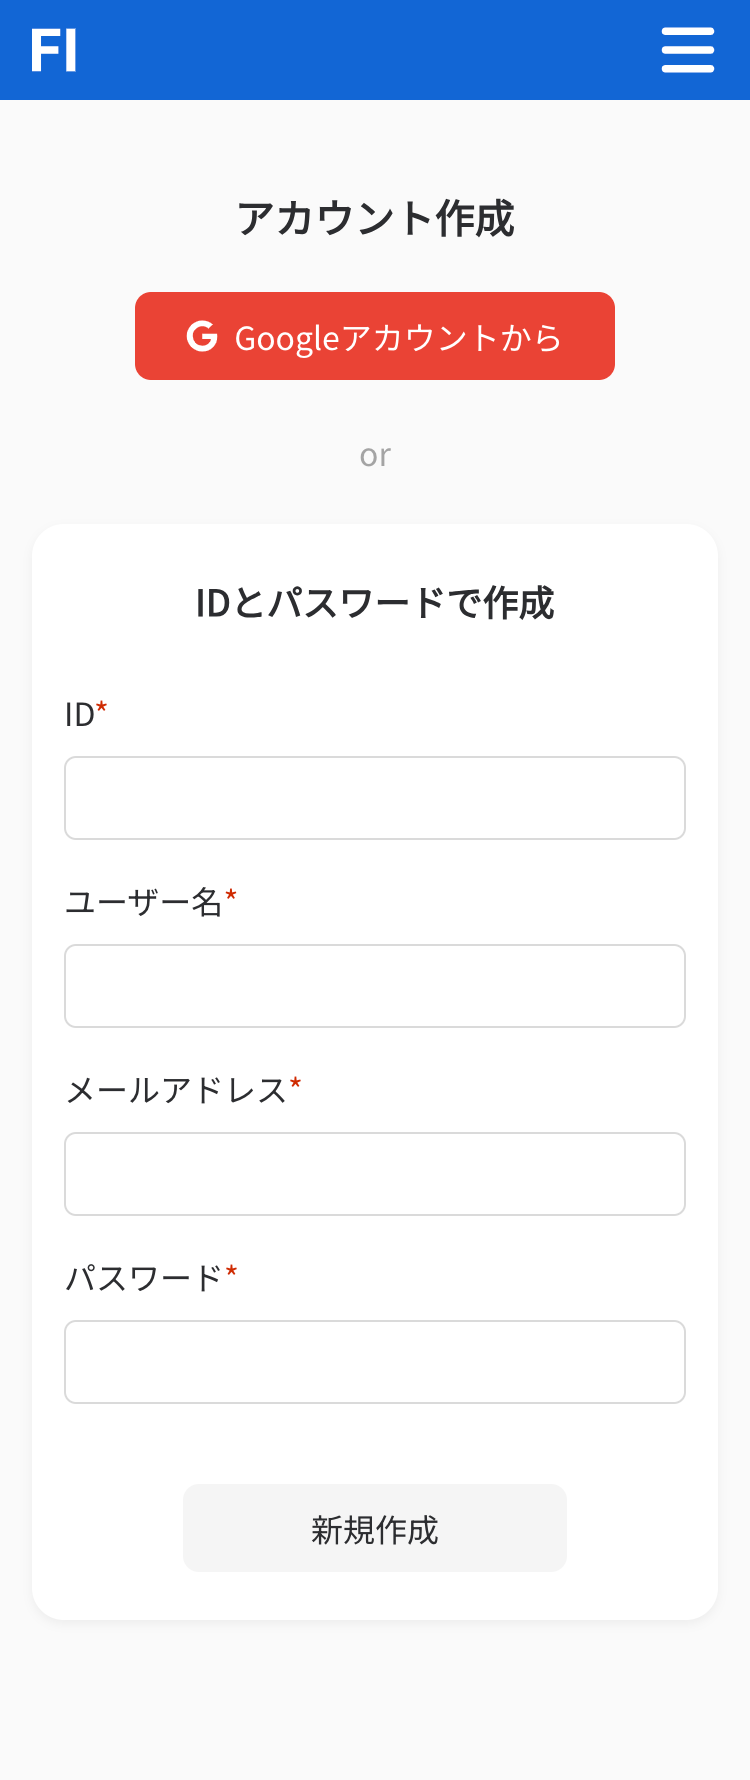 FI
アカウント作成
Googleアカウントから
or
IDとパスワードで作成
ID*
ユーザー名*
メールアドレス*
パスワード*
新規作成